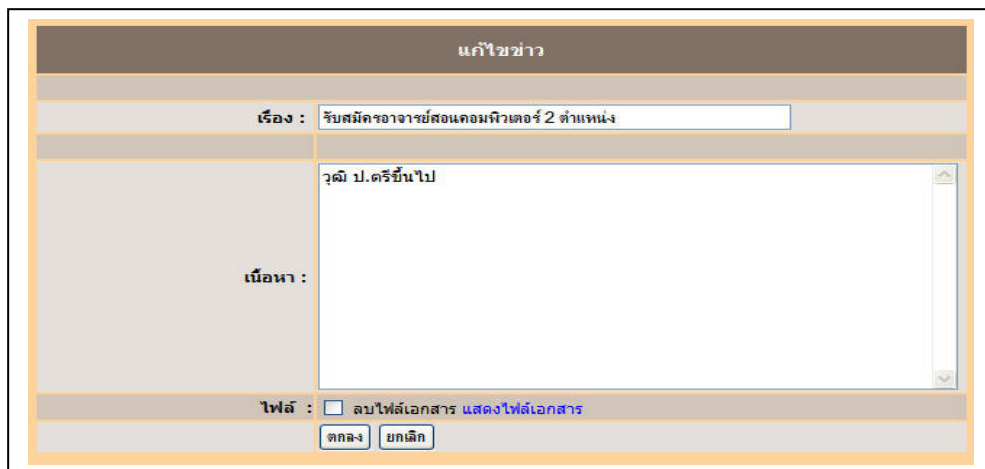 แก้ไขข่าว
เรื่อง : รับสมัครอาจารย์สอนคอมพิวเตอร์ 2 ตำแหน่ง
วุฒิ ป.ตรีขึ้นไป
เนื้อหา :
ไฟล์ : ลบไฟล์เอกสาร แสดงไฟล์เอกสาร
ตกลง ยกเลิก